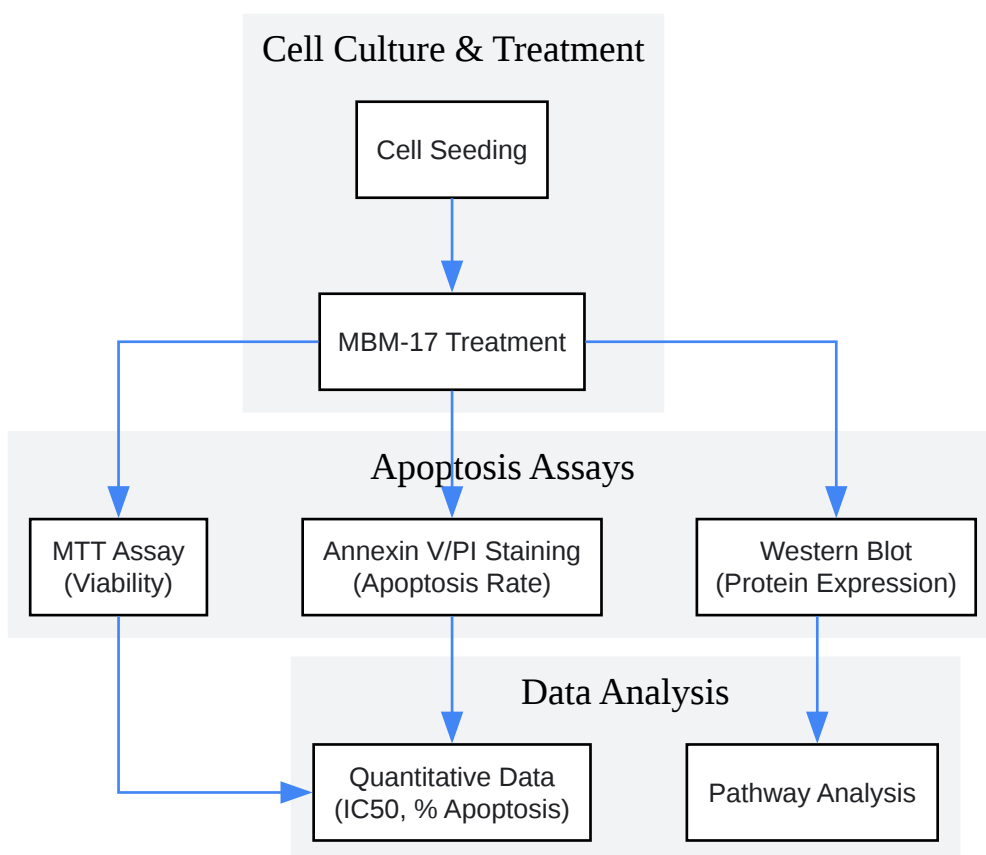 Cell Culture & Treatment
Cell Seeding
MBM-17 Treatment
Apoptosis Assays
MTT Assay
(Viability)
Annexin V/PI Staining
(Apoptosis Rate)
Western Blot
(Protein Expression)
Data Analysis
Quantitative Data
(IC50, % Apoptosis)
Pathway Analysis